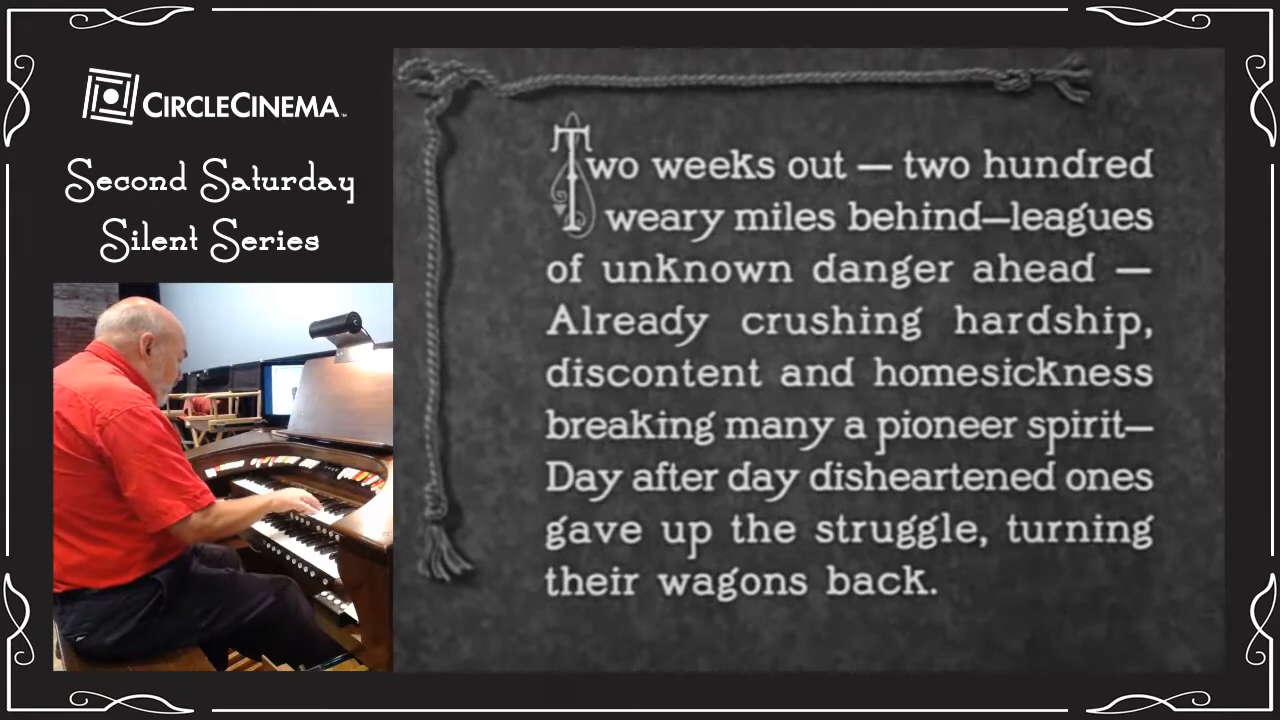 CIRCLECINEMA™
Second Saturday
Silent Series
Two weeks out — two hundred
weary miles behind—leagues
of unknown danger ahead —
Already crushing hardship,
discontent and homesickness
breaking many a pioneer spirit—
Day after day disheartened ones
gave up the struggle, turning
their wagons back.